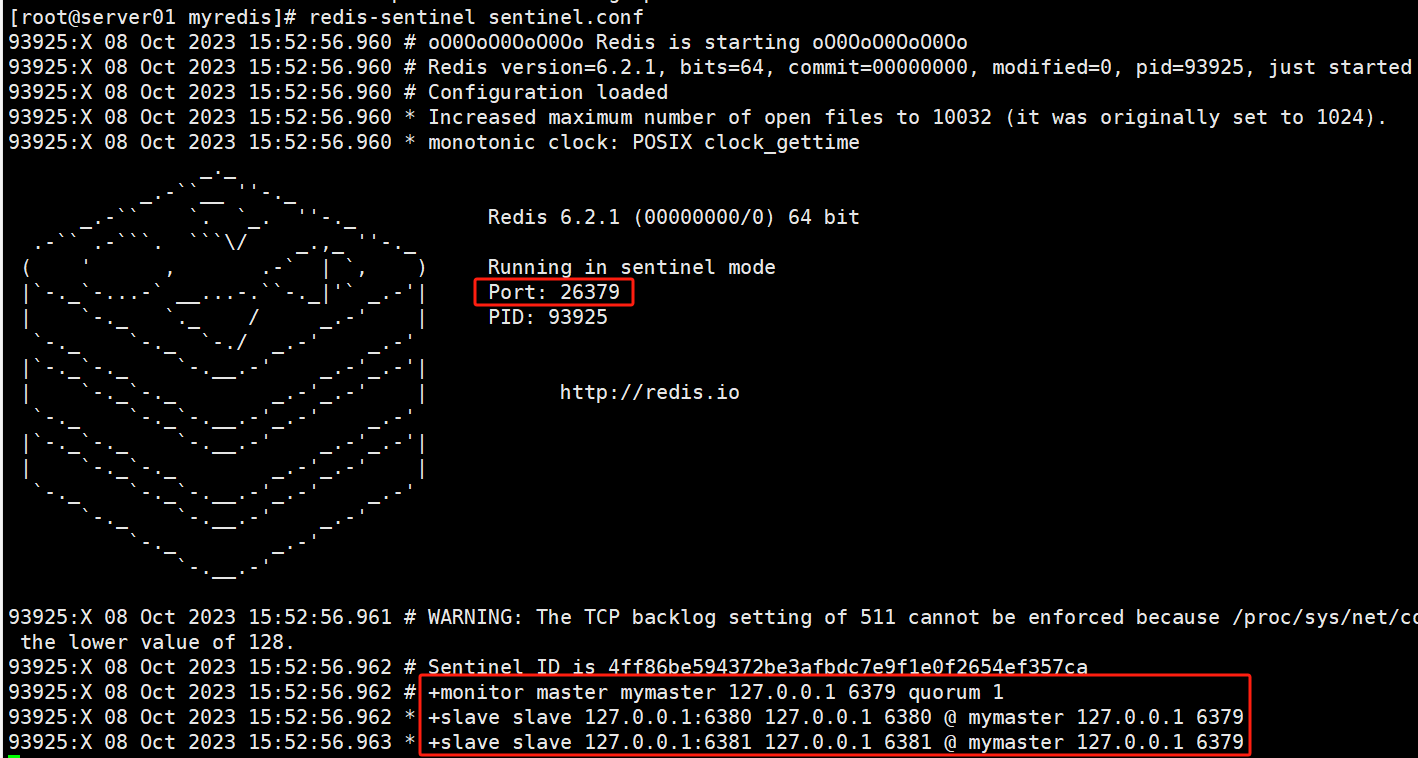 [root@server01 myredis]# redis-sentinel sentinel.conf
93925:X 08 Oct 2023 15:52:56.960 # oO0OoO0OoO0Oo Redis is starting oO0OoO0OoO0Oo
93925:X 08 Oct 2023 15:52:56.960 # Redis version=6.2.1, bits=64, commit=00000000, modified=0, pid=93925, just started
93925:X 08 Oct 2023 15:52:56.960 # Configuration loaded
93925:X 08 Oct 2023 15:52:56.960 * Increased maximum number of open files to 10032 (it was originally set to 1024).
93925:X 08 Oct 2023 15:52:56.960 * monotonic clock: POSIX clock_gettime
Redis 6.2.1 (00000000/0) 64 bit
Running in sentinel mode
Port: 26379
PID: 93925
http://redis.io
93925:X 08 Oct 2023 15:52:56.961 # WARNING: The TCP backlog setting of 511 cannot be enforced because /proc/sys/net/co
the lower value of 128.
93925:X 08 Oct 2023 15:52:56.962 # Sentinel ID is 4ff86be594372be3afbdc7e9f1e0f2654ef357ca
93925:X 08 Oct 2023 15:52:56.962 # +monitor master mymaster 127.0.0.1 6379 quorum 1
93925:X 08 Oct 2023 15:52:56.962 * +slave slave 127.0.0.1:6380 127.0.0.1 6380 @ mymaster 127.0.0.1 6379
93925:X 08 Oct 2023 15:52:56.963 * +slave slave 127.0.0.1:6381 127.0.0.1 6381 @ mymaster 127.0.0.1 6379